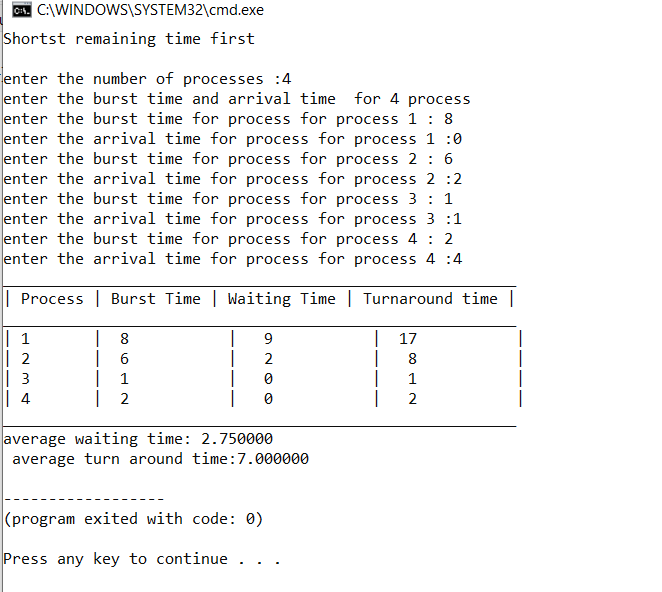 C:\WINDOWS\SYSTEM32\cmd.exe
Shortst remaining time first
enter the number of processes :4
enter the burst time and arrival time  for 4 process
enter the burst time for process for process 1 : 8
enter the arrival time for process for process 1 :0
enter the burst time for process for process 2 : 6
enter the arrival time for process for process 2 :2
enter the burst time for process for process 3 : 1
enter the arrival time for process for process 3 :1
enter the burst time for process for process 4 : 2
enter the arrival time for process for process 4 :4
| Process | Burst Time | Waiting Time | Turnaround time |
| 1       |  8           |   9           |  17           |
| 2       |  6           |   2           |   8           |
| 3       |  1           |   0           |   1           |
| 4       |  2           |   0           |   2           |
average waiting time: 2.750000
 average turn around time:7.000000
------------------
(program exited with code: 0)
Press any key to continue . . .